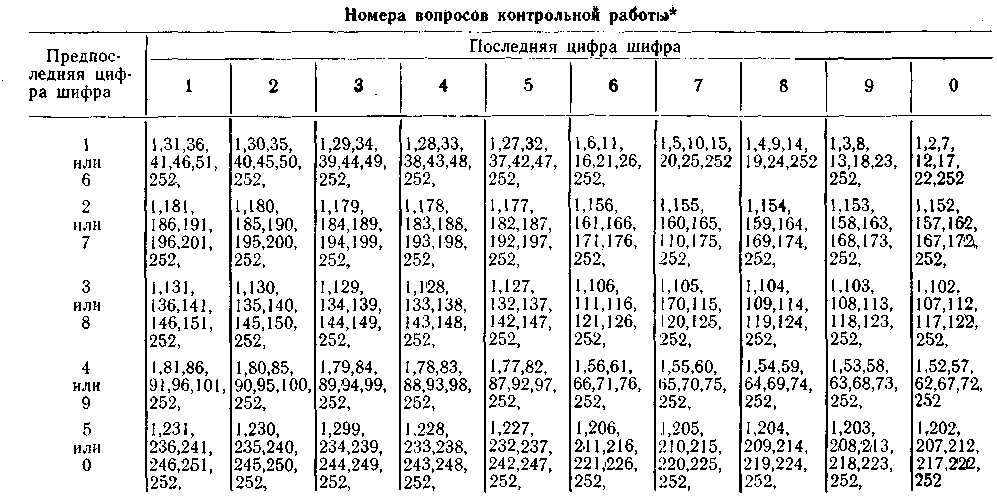 Номера вопросов контрольной работы*
Предпос- Последняя цифра шифра
ледняя циф-
ра шифра 1 2 3 4 5 6 7 8 9 0
1 1,31,36, 1,30,35, 1,29,34, 1,28,33, 1,27,32, 1,6,11, 1,5,10,15, 1,4,9,14, 1,3,8, 1,2,7,
или 41,46,51, 40,45,50, 39,44,49, 38,43,48, 37,42,47, 16,21,26, 20,25,252 19,24,252 13,18,23, 12,17,
6 252, 252, 252, 252, 252, 252, 252, 22,252
2 1,181, 1,180, 1,179, 1,178, 1,177, 1,156, 1,155, 1,154, 1,153, 1,152,
или 186,191, 185,190, 184,189, 183,188, 182,187, 161,166, 160,165, 159,164, 158,163, 157,162,
7 196,201, 195,200, 194,199, 193,198, 192,197, 171,176, 110,175, 169,174, 168,173, 167,172,
252, 252, 252, 252, 252, 252, 252, 252, 252, 252,
3 1,131, 1,130, 1,129, 1,128, 1,127, 1,106, 1,105, 1,104, 1,103, 1,102,
или 136,141, 135,140, 134,139, 133,138, 132,137, 111,116, 170,115, 109,114, 108,113, 107,112,
8 146,151, 145,150, 144,149, 143,148, 142,147, 121,126, 120,125, 119,124, 118,123, 117,122,
252, 252, 252, 252, 252, 252, 252, 252, 252, 252,
4 1,81,86, 1,80,85, 1,79,84, 1,78,83, 1,77,82, 1,56,61, 1,55,60, 1,54,59, 1,53,58, 1,52,57,
или 91,96,101, 90,95,100, 89,94,99, 88,93,98, 87,92,97, 66,71,76, 65,70,75, 64,69,74, 63,68,73, 62,67,72,
9 252, 252, 252, 252, 252, 252, 252, 252, 252, 252
5 1,231, 1,230, 1,299, 1,228, 1,227, 1,206, 1,205, 1,204, 1,203, 1,202,
или 236,241, 235,240, 234,239, 233,238, 232,237, 211,216, 210,215, 209,214, 208,213, 207,212,
0 246,251, 245,250, 244,249, 243,248, 242,247, 221,226, 220,225, 219,224, 218,223, 217,222,
252, 252, 252, 252, 252, 252, 252, 252, 252, 252